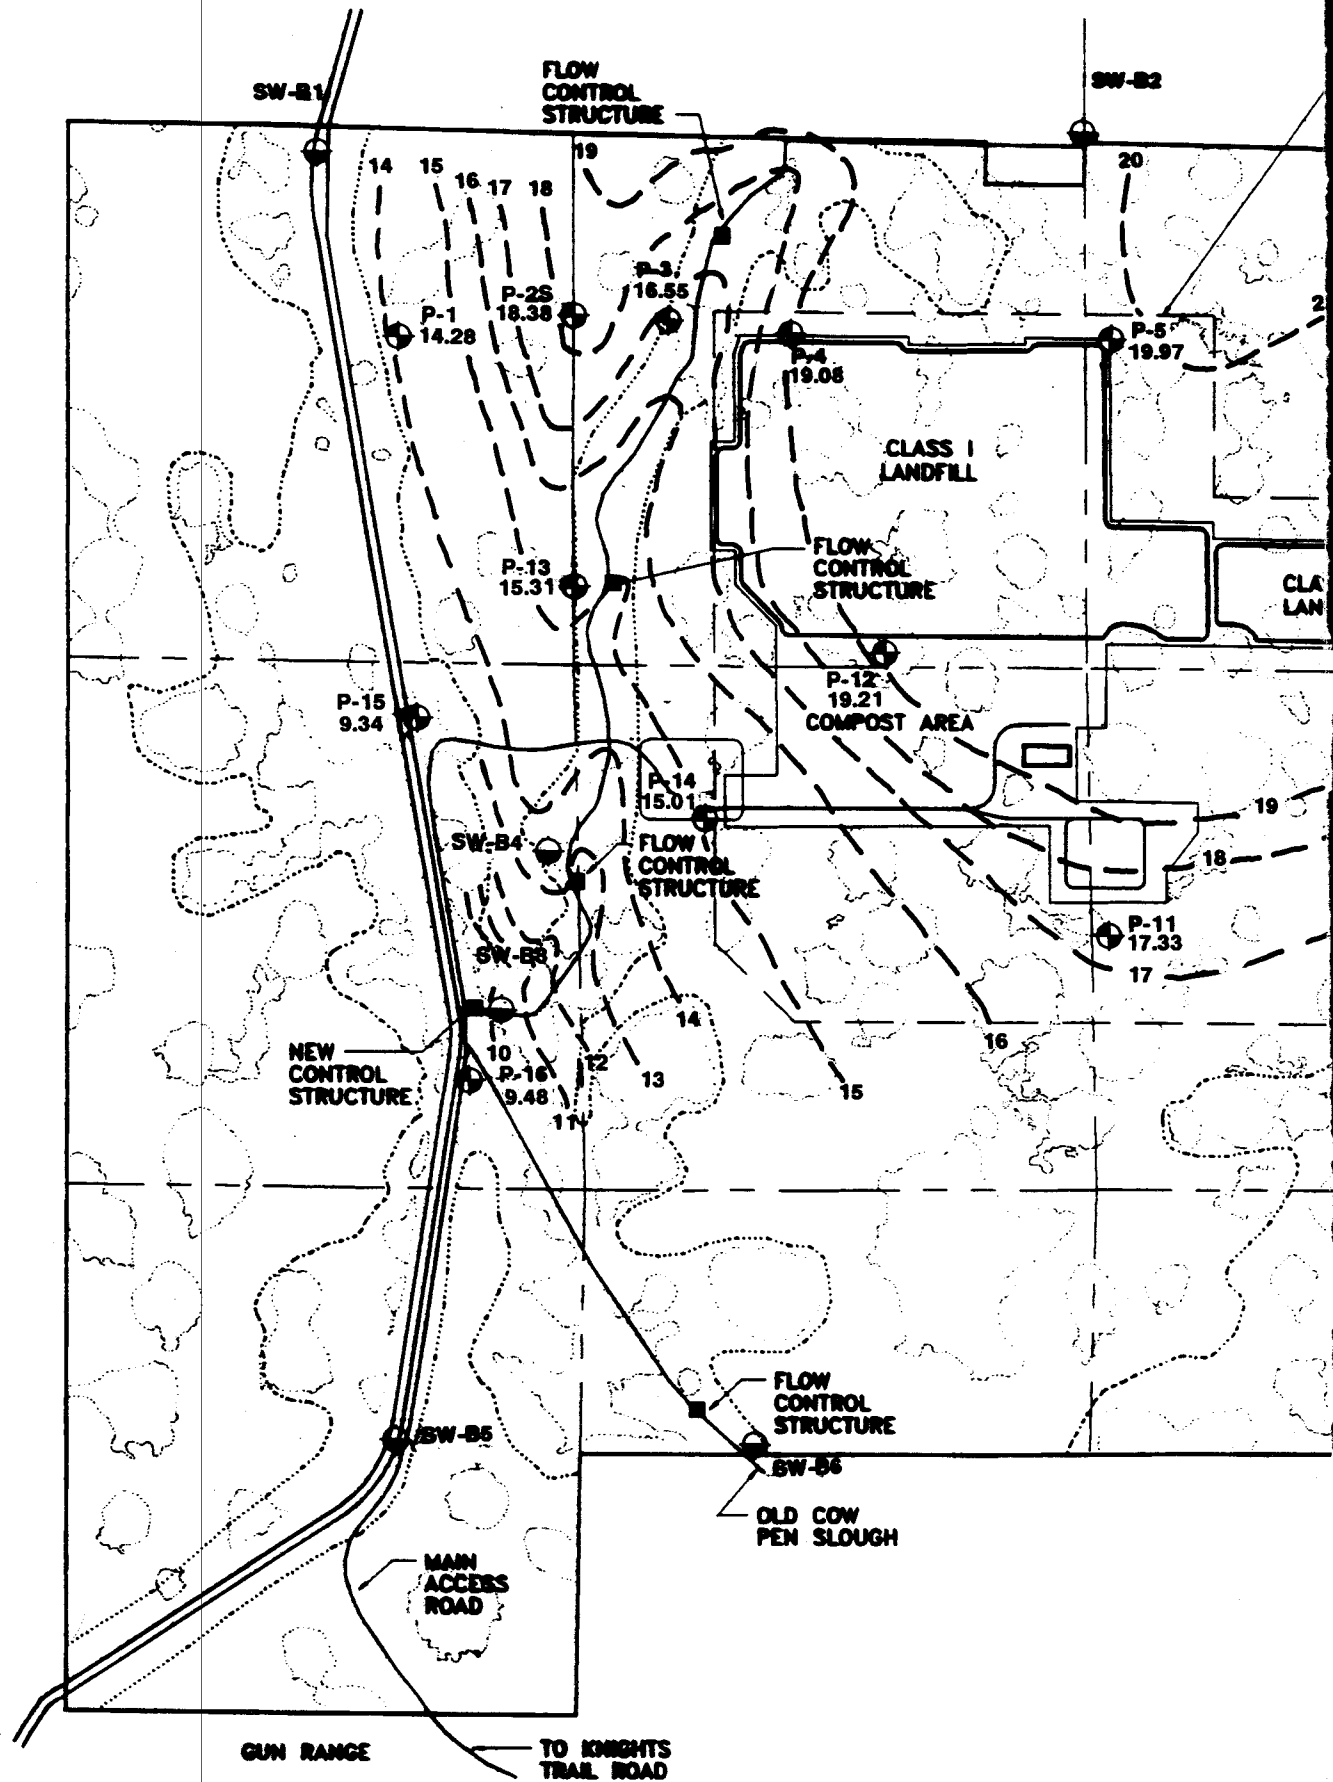 FLOW
CONTROL
STRUCTURE
SW-B1
SW-B2
14
15
16
17
18
19
20
P-1
14.28
P-2S
18.38
P-3
16.55
P-4
19.08
P-5
19.97
CLASS I
LANDFILL
FLOW
CONTROL
STRUCTURE
P-13
15.31
CLA
LAN
P-12
19.21
COMPOST AREA
P-15
9.34
P-14
15.01
SW-B4
FLOW
CONTROL
STRUCTURE
19
18
P-11
17.33
17
SW-B3
14
16
NEW
CONTROL
STRUCTURE
10
12
13
15
P-16
9.48
11
FLOW
CONTROL
STRUCTURE
SW-B5
SW-B6
OLD COW
PEN SLOUGH
MAIN
ACCESS
ROAD
GUN RANGE
TO KNIGHTS
TRAIL ROAD